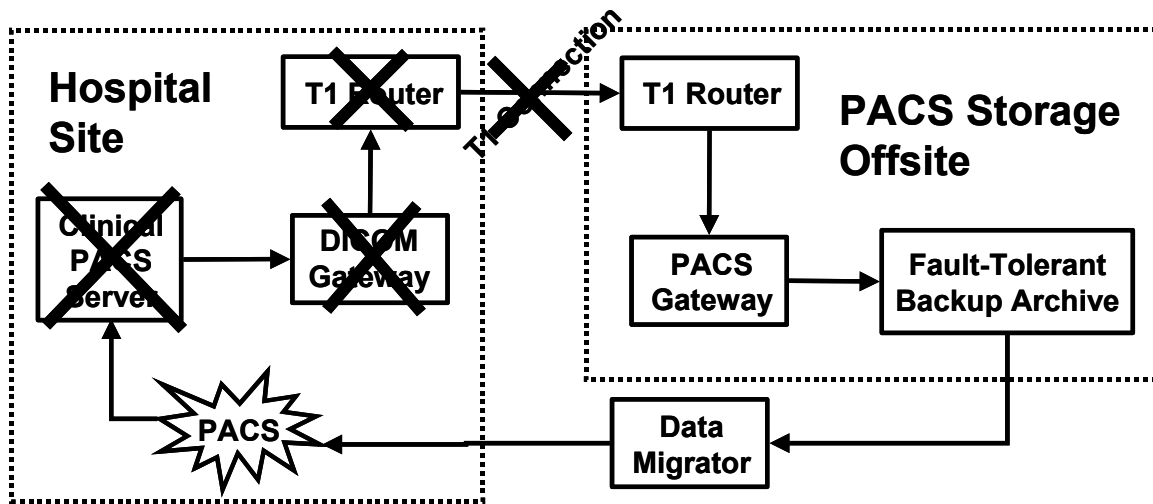 Hospital
Site
T1 Router
T1 Connection
T1 Router
PACS Storage
Offsite
Clinical
PACS
Server
DICOM
Gateway
PACS
Gateway
Fault-Tolerant
Backup Archive
PACS
Data
Migrator